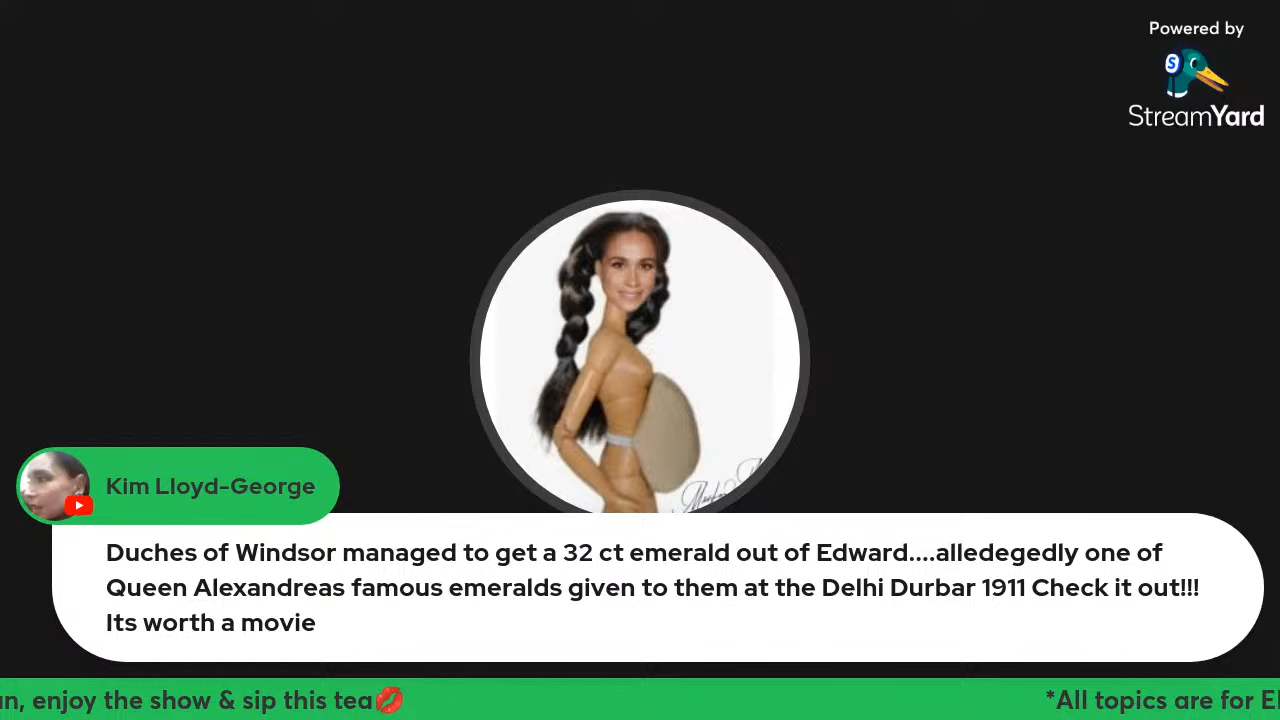 Powered by
S
StreamYard
Kim Lloyd-George
Duches of Windsor managed to get a 32 ct emerald out of Edward....alledegedly one of
Queen Alexandreas famous emeralds given to them at the Delhi Durbar 1911 Check it out!!!
Its worth a movie
enjoy the show & sip this tea💋
*All topics are for